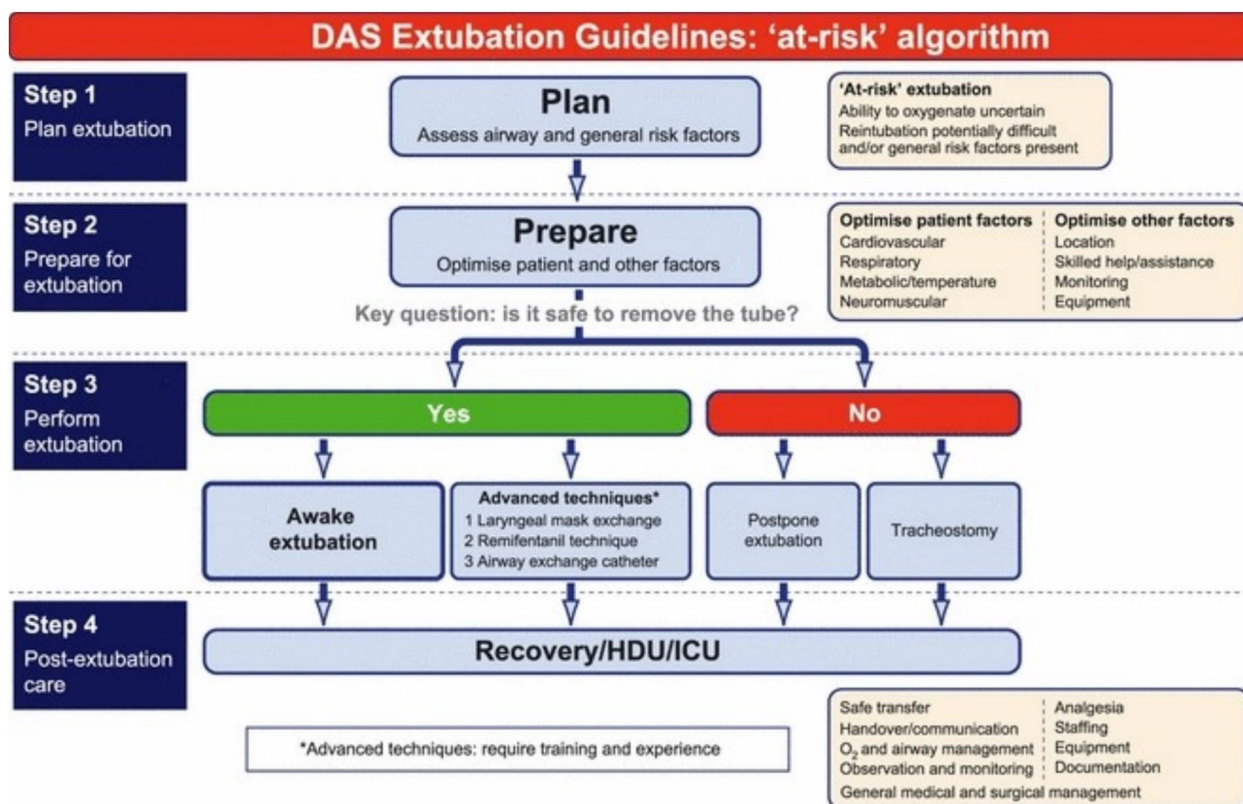 DAS Extubation Guidelines: ‘at-risk’ algorithm
Step 1
Plan extubation
Plan
Assess airway and general risk factors
‘At-risk’ extubation
Ability to oxygenate uncertain
Reintubation potentially difficult
and/or general risk factors present
Step 2
Prepare for
extubation
Prepare
Optimise patient and other factors
Optimise patient factors
Cardiovascular
Respiratory
Metabolic/temperature
Neuromuscular
Optimise other factors
Location
Skilled help/assistance
Monitoring
Equipment
Key question: is it safe to remove the tube?
Step 3
Perform
extubation
Yes
No
Awake
extubation
Advanced techniques*
1 Laryngeal mask exchange
2 Remifentanil technique
3 Airway exchange catheter
Postpone
extubation
Tracheostomy
Step 4
Post-extubation
care
Recovery/HDU/ICU
*Advanced techniques: require training and experience
Safe transfer
Handover/communication
O₂ and airway management
Observation and monitoring
Analgesia
Staffing
Equipment
Documentation
General medical and surgical management